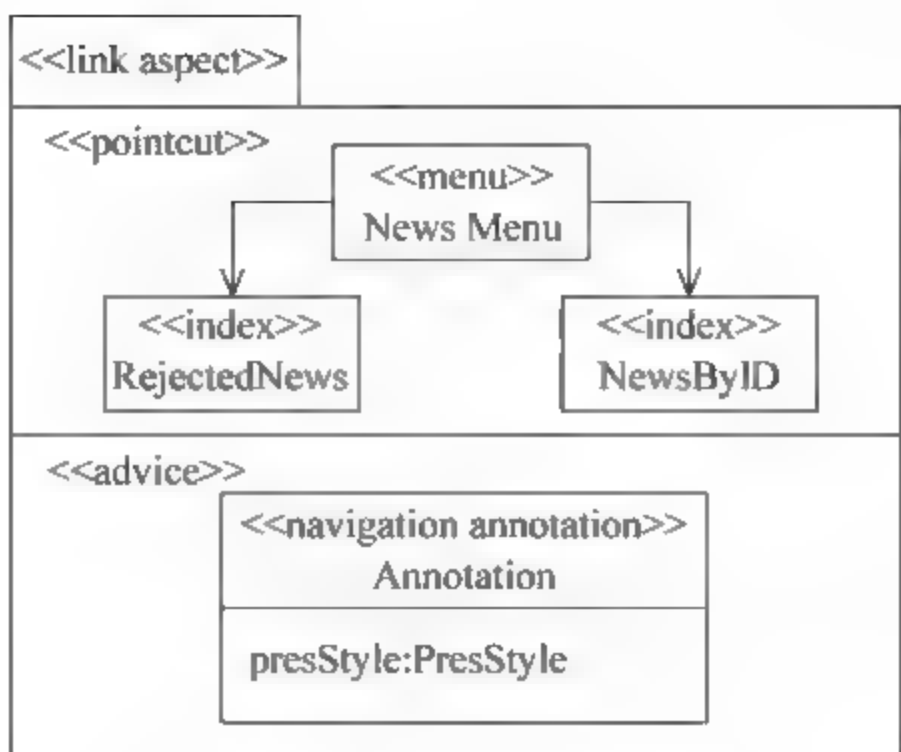 <<link aspect>>
<<pointcut>>
<<menu>>
News Menu
<<index>>
RejectedNews
<<index>>
NewsByID
<<advice>>
<<navigation annotation>>
Annotation
presStyle:PresStyle